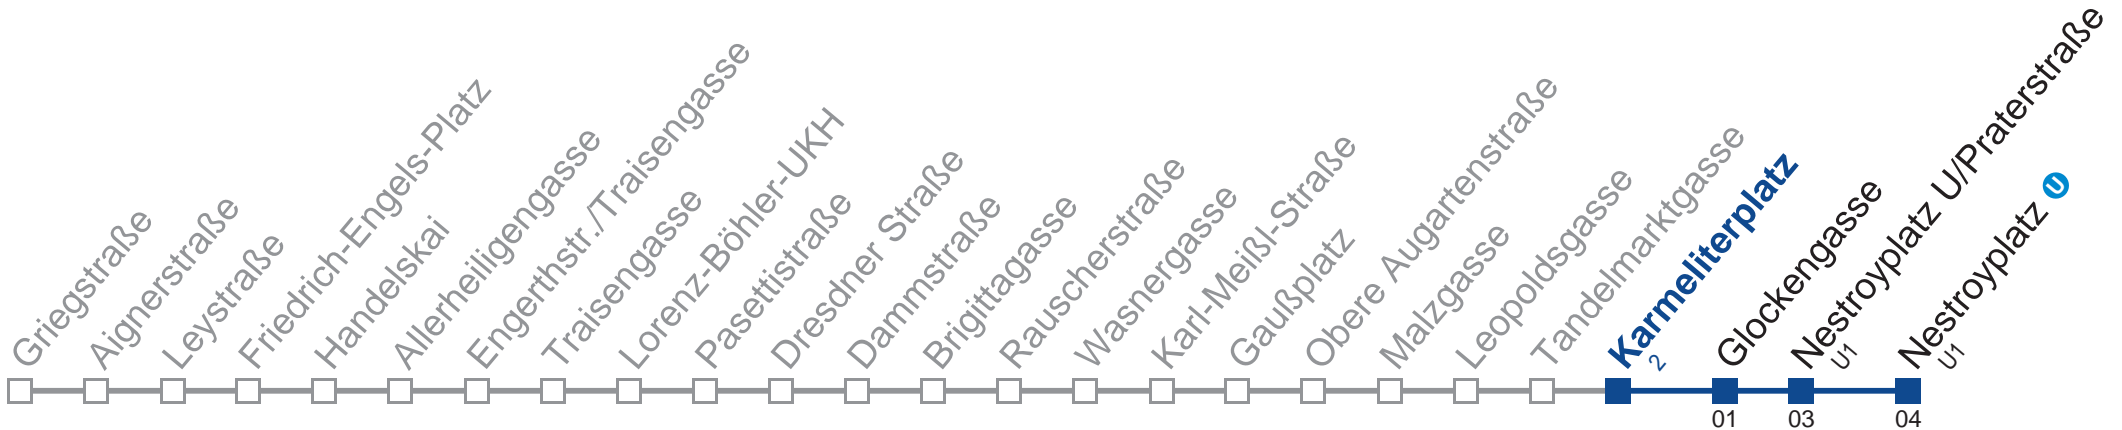 Griegstraße
Aignerstraße
Leystraße
Friedrich-Engels-Platz
Handelskai
Allerheiligengasse
Engerthstr./Traisengasse
Traisengasse
Lorenz-Böhler-UKH
Pasettistraße
Dresdner Straße
Dammstraße
Brigittagasse
Rauscherstraße
Wasnergasse
Karl-Meißl-Straße
Gaußplatz
Obere Augartenstraße
Malzgasse
Leopoldsgasse
Tandelmarktgasse
Karmeliterplatz
2
Glockengasse
Nestroyplatz U/Praterstraße
U1
Nestroyplatz U
U1
01
03
04